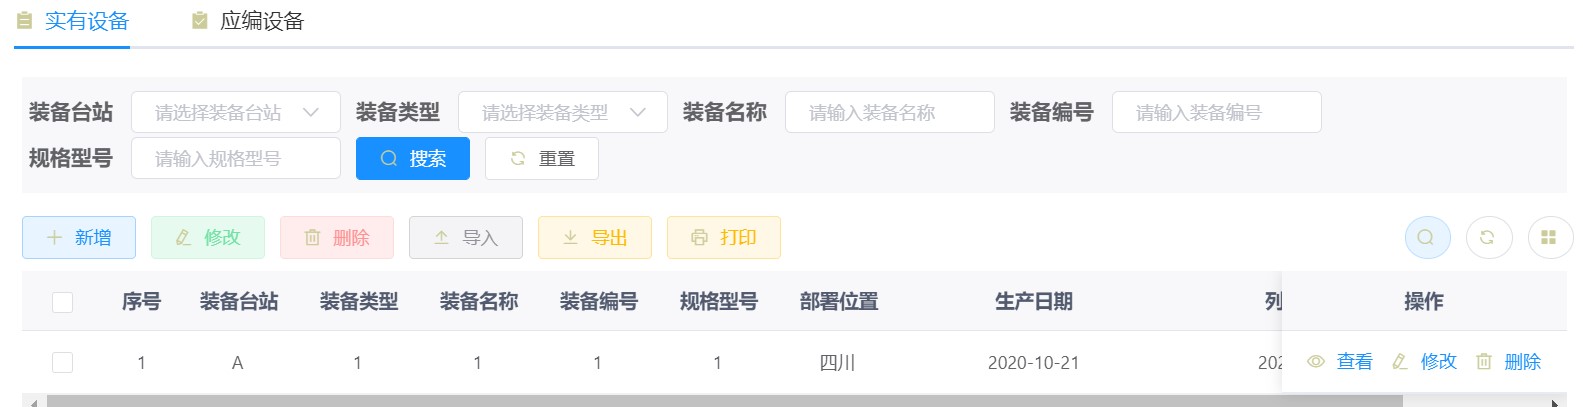 实有设备 应编设备
装备台站 请选择装备台站 装备类型 请选择装备类型 装备名称 请输入装备名称 装备编号 请输入装备编号
规格型号 请输入规格型号 搜索 重置
新增 修改 删除 导入 导出 打印
序号 装备台站 装备类型 装备名称 装备编号 规格型号 部署位置 生产日期 列 操作
1 A 1 1 1 1 四川 2020-10-21 202 查看 修改 删除